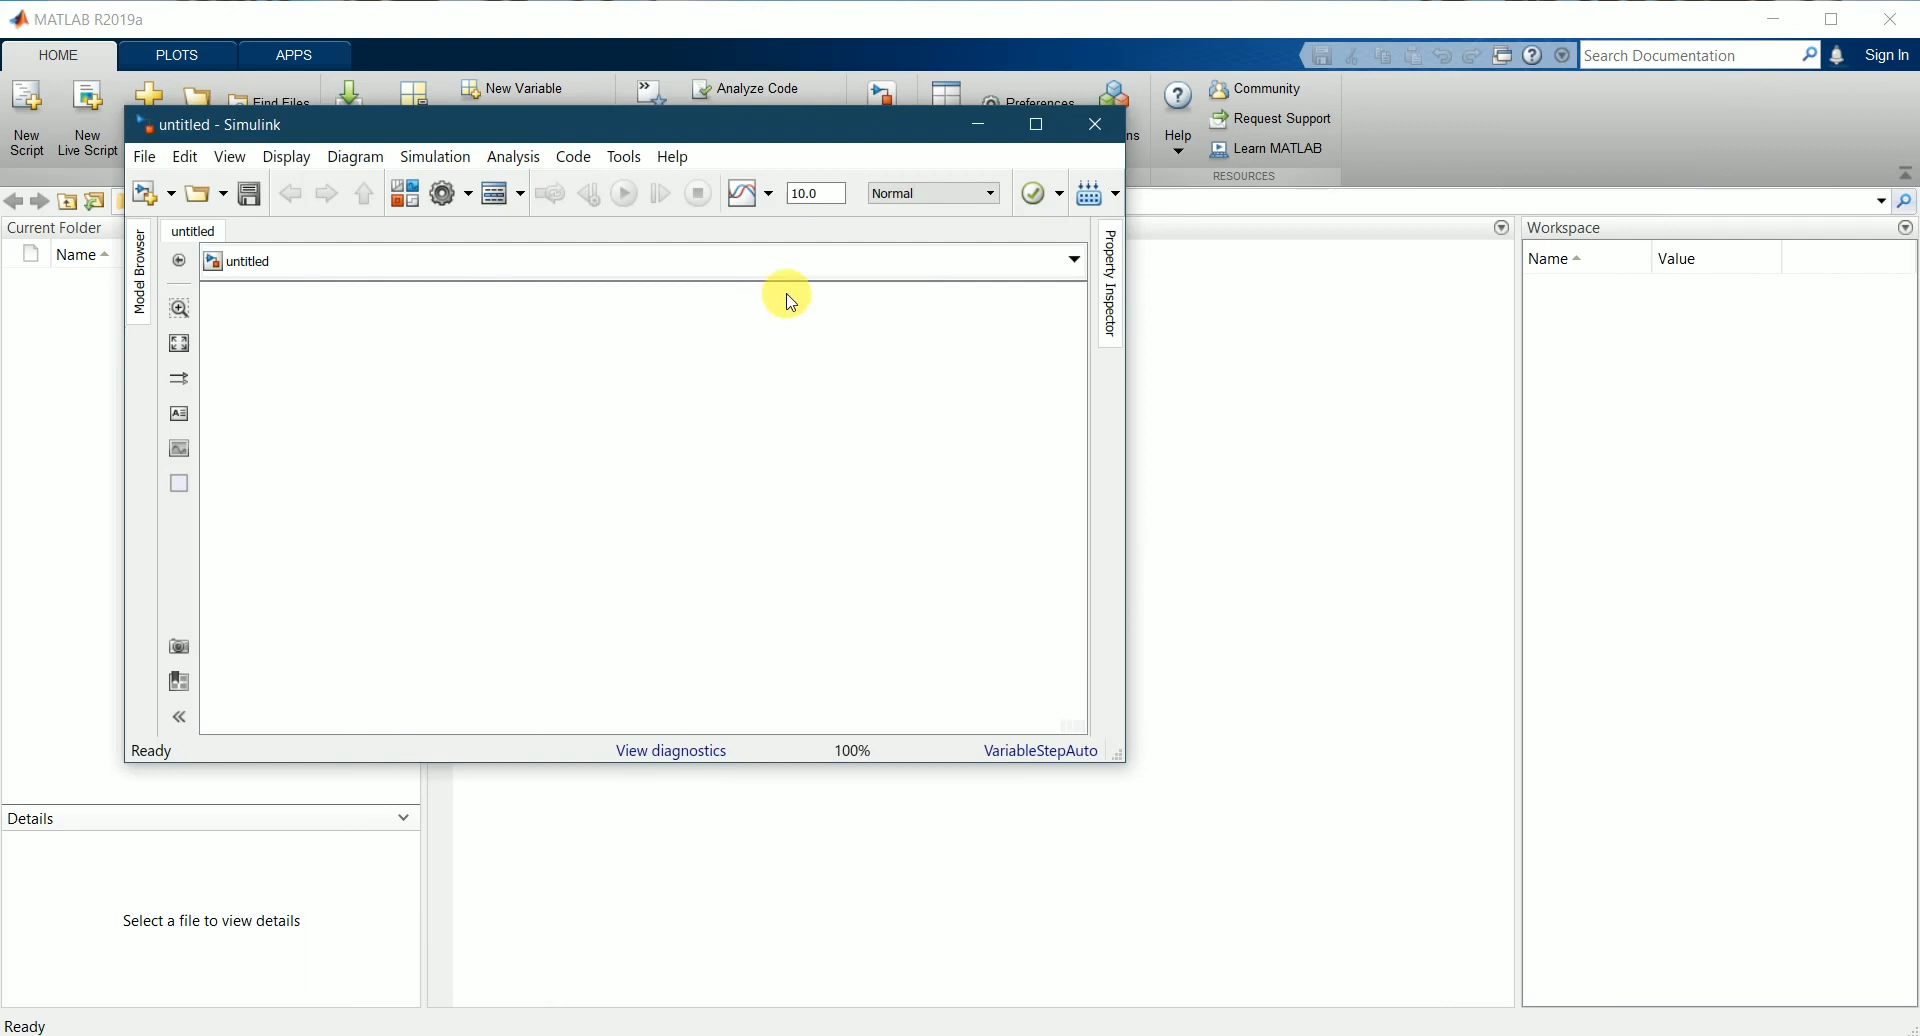 MATLAB R2019a
HOME
PLOTS
APPS
Search Documentation
Sign In
New Script
New Live Script
Find Files
New Variable
Analyze Code
Preferences
Help
Community
Request Support
Learn MATLAB
RESOURCES
untitled - Simulink
File Edit View Display Diagram Simulation Analysis Code Tools Help
10.0
Normal
Current Folder
Name
Model Browser
untitled
untitled
Property Inspector
Workspace
Name
Value
Ready
View diagnostics
100%
VariableStepAuto
Details
Select a file to view details
Ready